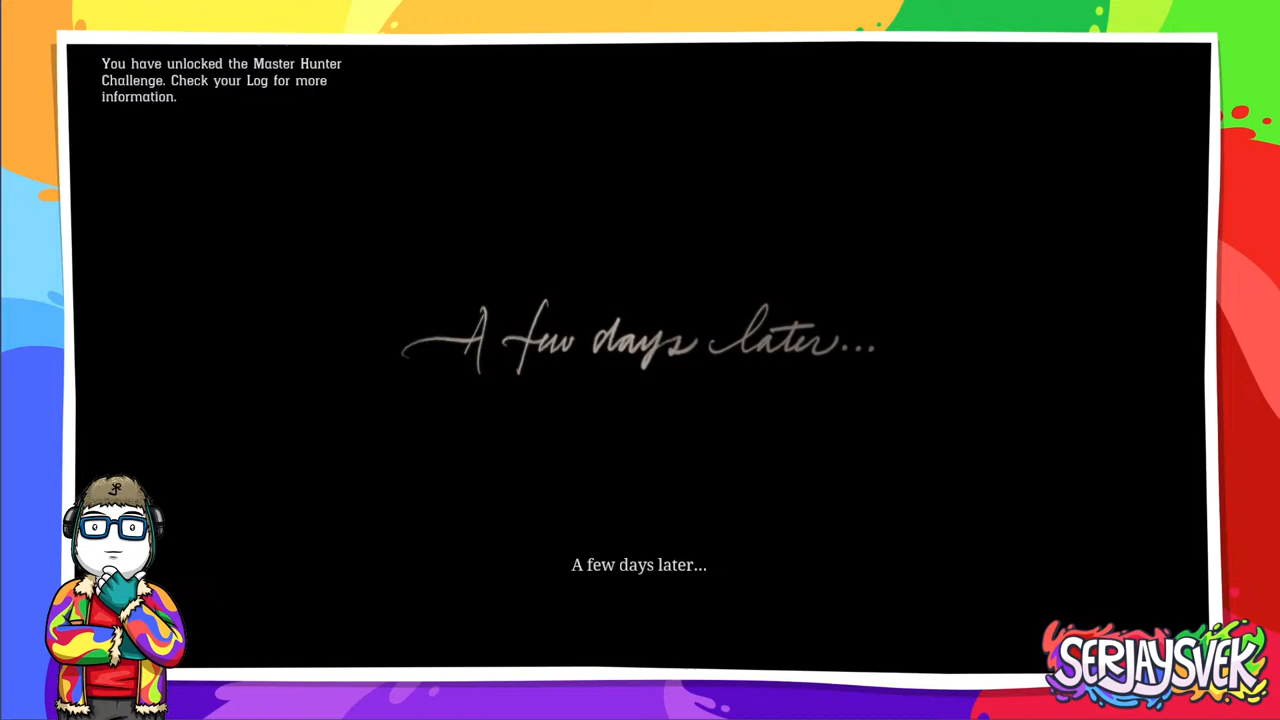 You have unlocked the Master Hunter
Challenge. Check your Log for more
information.
A few days later...
A few days later...
SERJAYSVEK